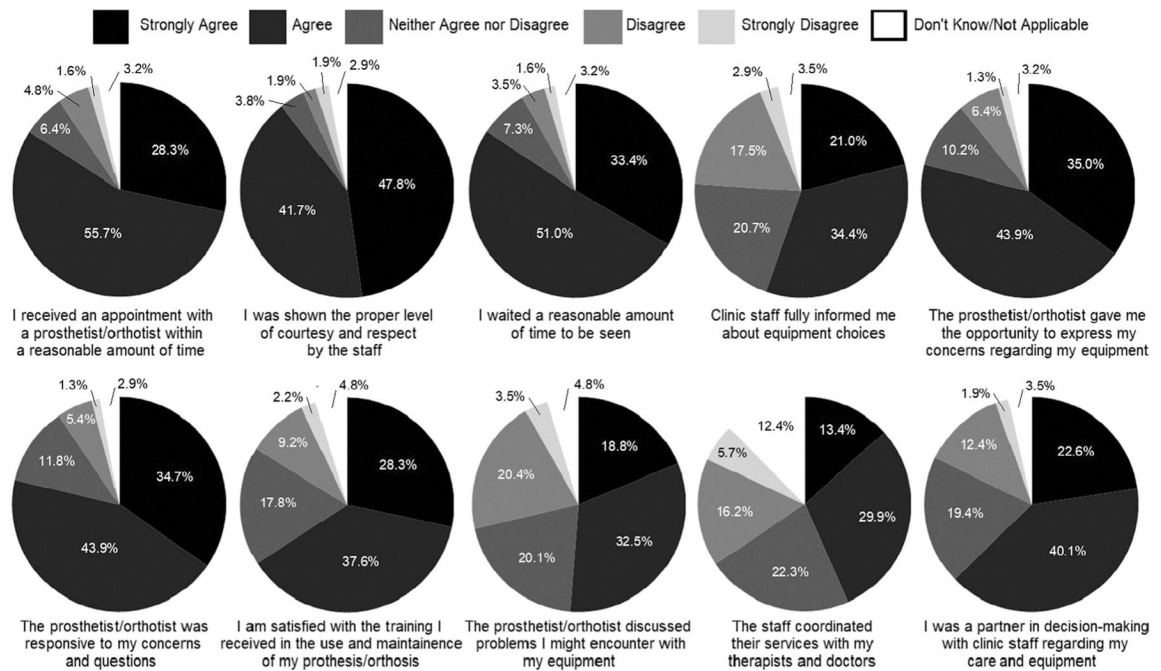 Strongly Agree Agree Neither Agree nor Disagree Disagree Strongly Disagree Don't Know/Not Applicable
28.3%
55.7%
6.4%
4.8%
1.6%
3.2%
I received an appointment with
a prosthetist/orthotist within
a reasonable amount of time
47.8%
41.7%
3.8%
1.9%
1.9%
2.9%
I was shown the proper level
of courtesy and respect
by the staff
33.4%
51.0%
7.3%
3.5%
1.6%
3.2%
I waited a reasonable amount
of time to be seen
21.0%
34.4%
20.7%
17.5%
2.9%
3.5%
Clinic staff fully informed me
about equipment choices
35.0%
43.9%
10.2%
6.4%
1.3%
3.2%
The prosthetist/orthotist gave me
the opportunity to express my
concerns regarding my equipment
34.7%
43.9%
11.8%
5.4%
1.3%
2.9%
The prosthetist/orthotist was
responsive to my concerns
and questions
28.3%
37.6%
17.8%
9.2%
2.2%
4.8%
I am satisfied with the training I
received in the use and maintainence
of my prothesis/orthosis
18.8%
32.5%
20.1%
20.4%
3.5%
4.8%
The prosthetist/orthotist discussed
problems I might encounter with
my equipment
13.4%
29.9%
22.3%
16.2%
5.7%
12.4%
The staff coordinated
their services with my
therapists and doctors
22.6%
40.1%
19.4%
12.4%
1.9%
3.5%
I was a partner in decision-making
with clinic staff regarding my
care and equipment